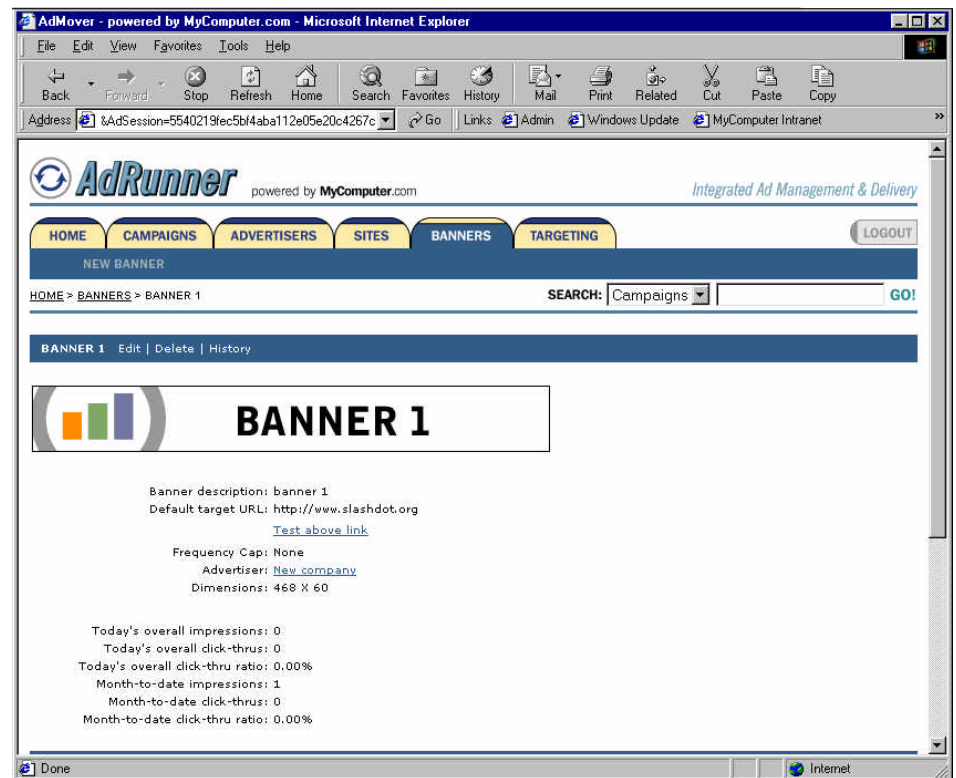 AdMover - powered by MyComputer.com - Microsoft Internet Explorer
File Edit View Favorites Tools Help
Back Forward Stop Refresh Home Search Favorites History Mail Print Related Cut Paste Copy
Address &AdSession=5540219fec5bf4aba112e05e20c4267c Go Links Admin Windows Update MyComputer Intranet »
AdRunner powered by MyComputer.com Integrated Ad Management & Delivery
HOME CAMPAIGNS ADVERTISERS SITES BANNERS TARGETING LOGOUT
NEW BANNER
HOME > BANNERS > BANNER 1 SEARCH: Campaigns GO!
BANNER 1 Edit | Delete | History
BANNER 1
Banner description: banner 1
Default target URL: http://www.slashdot.org
Test above link
Frequency Cap: None
Advertiser: New company
Dimensions: 468 X 60
Today's overall impressions: 0
Today's overall click-thrus: 0
Today's overall click-thru ratio: 0.00%
Month-to-date impressions: 1
Month-to-date click-thrus: 0
Month-to-date click-thru ratio: 0.00%
Done Internet